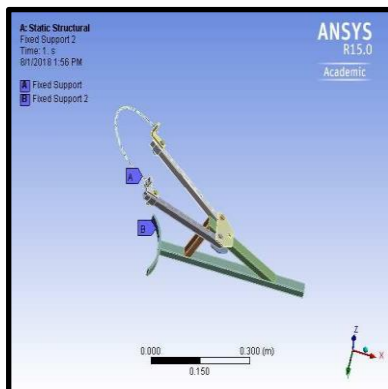 A: Static Structural
Fixed Support 2
Time: 1. s
8/1/2018 1:56 PM
A Fixed Support
B Fixed Support 2
ANSYS
R15.0
Academic
A
B
0.000
0.300 (m)
0.150
Z
X